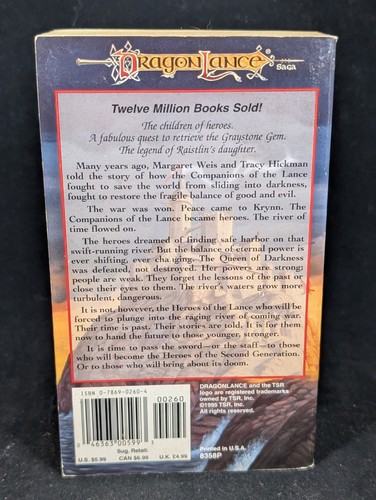 DRAGONLANCE
SAGA
Twelve Million Books Sold!
The children of heroes.
A fabulous quest to retrieve the Graystone Gem.
The legend of Raistlin's daughter.
Many years ago, Margaret Weis and Tracy Hickman
told the story of how the Companions of the Lance
fought to save the world from sliding into darkness,
fought to restore the fragile balance of good and evil.
The war was won. Peace came to Krynn. The
Companions of the Lance became heroes. The river of
time flowed on.
The heroes dreamed of finding safe harbor on that
swift-running river. But the balance of eternal power is
ever shifting, ever changing. The Queen of Darkness
was defeated, not destroyed. Her powers are strong;
people are weak. They forget the lessons of the past or
close their eyes to them. The river's waters grow more
turbulent, dangerous.
It is not, however, the Heroes of the Lance who will be
forced to plunge into the raging river of coming war.
Their time is past. Their stories are told. It is for them
now to hand the future to those younger, stronger.
It is time to pass the sword—or the staff—to those
who will become the Heroes of the Second Generation.
Or to those who will bring about its doom.
ISBN 0-7869-0260-4
00260
0 46363 00599 3
Sug. Retail:
U.S. $5.99 CAN $6.99 U.K. £4.99
DRAGONLANCE and the TSR
logo are registered trademarks
owned by TSR, Inc.
©1995 TSR, Inc.
All rights reserved.
Printed in U.S.A.
8358P